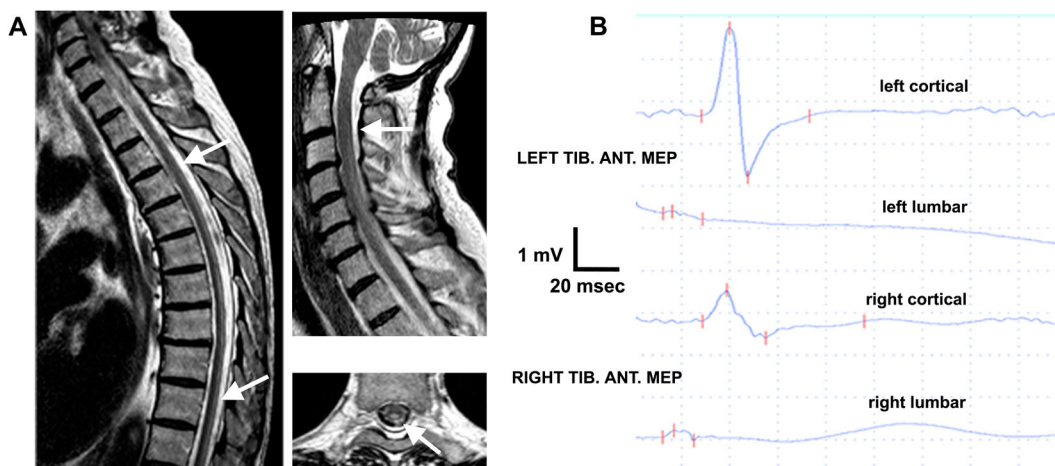 A
B
left cortical
LEFT TIB. ANT. MEP
left lumbar
1 mV
20 msec
right cortical
RIGHT TIB. ANT. MEP
right lumbar